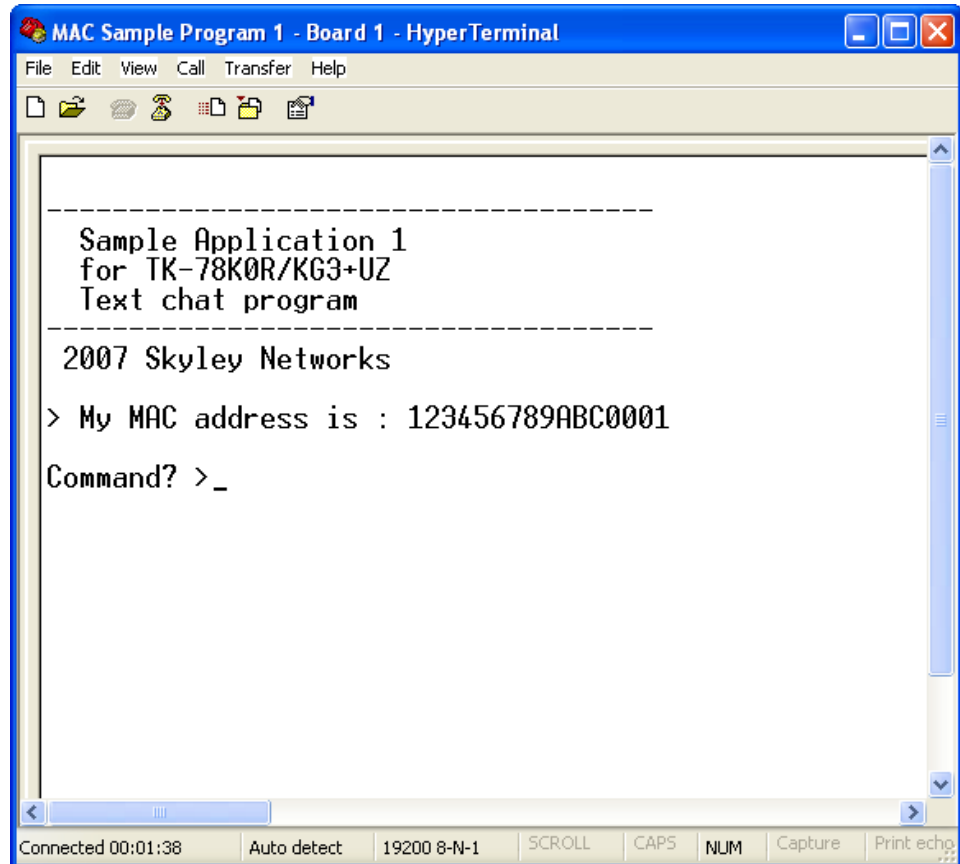 MAC Sample Program 1 - Board 1 - HyperTerminal
File Edit View Call Transfer Help
-------------------------------------
Sample Application 1
for TK-78K0R/KG3+UZ
Text chat program
-------------------------------------
2007 Skyley Networks
> My MAC address is : 123456789ABC0001
Command? >_
Connected 00:01:38 Auto detect 19200 8-N-1 SCROLL CAPS NUM Capture Print echo